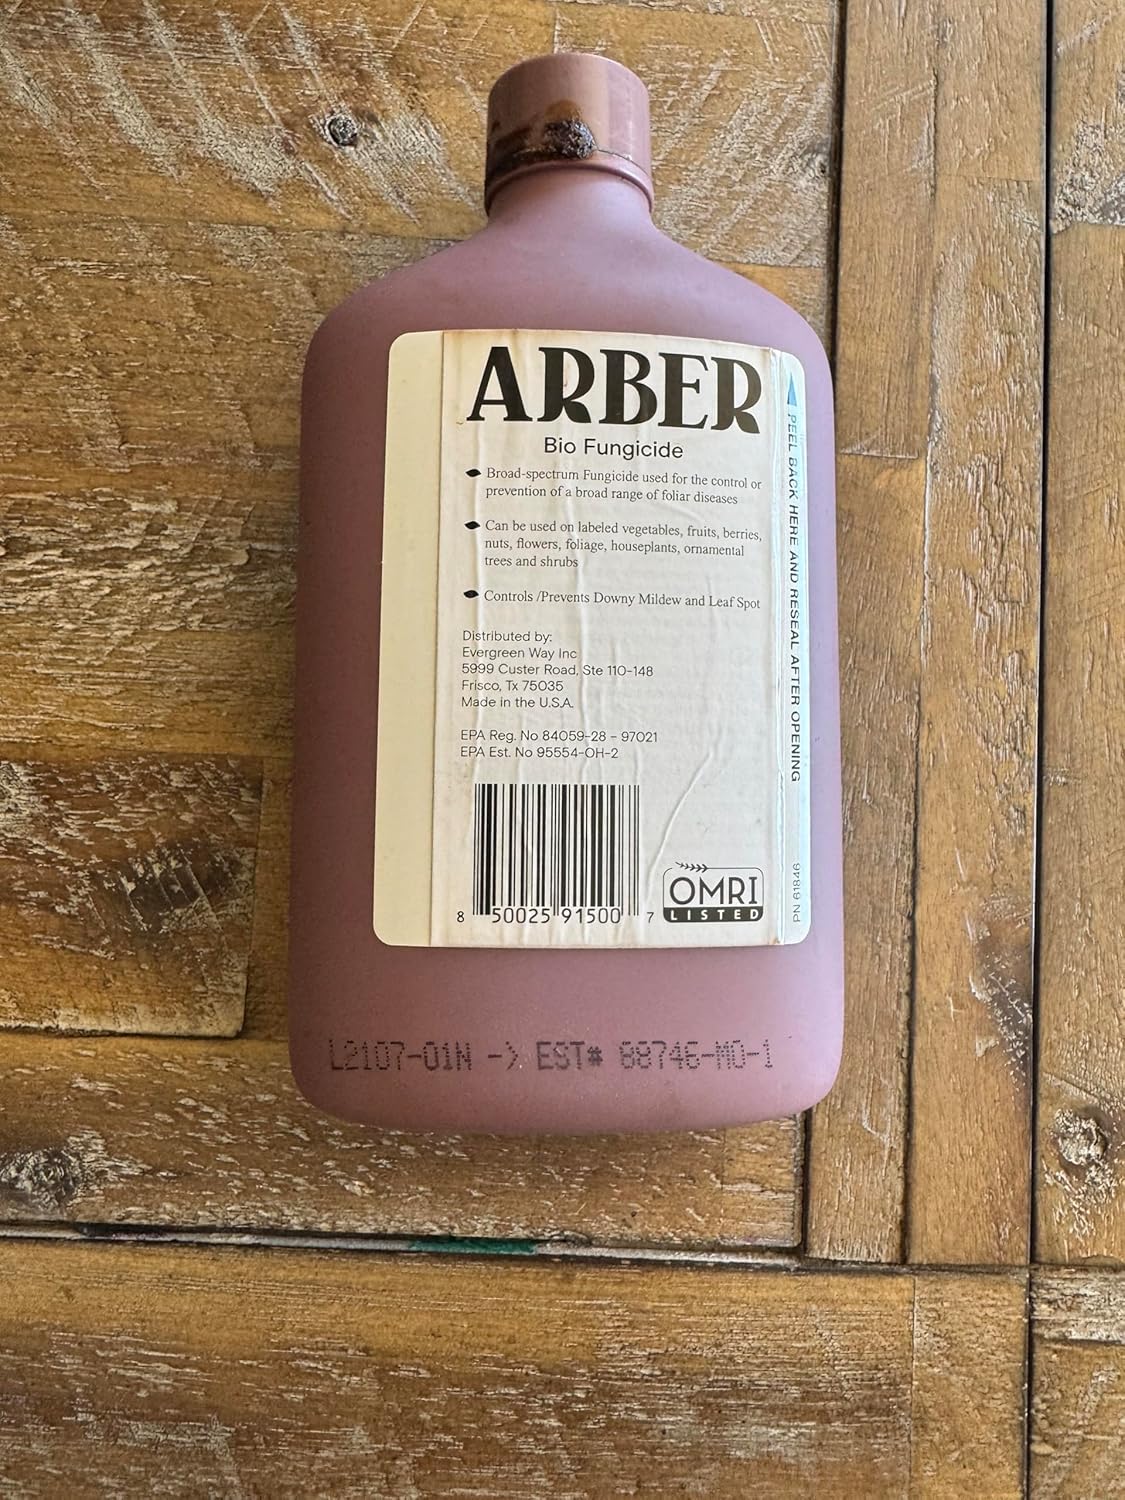 ARBER
Bio Fungicide
Broad-spectrum Fungicide used for the control or
prevention of a broad range of foliar diseases
Can be used on labeled vegetables, fruits, berries,
nuts, flowers, foliage, houseplants, ornamental
trees and shrubs
Controls /Prevents Downy Mildew and Leaf Spot
Distributed by:
Evergreen Way Inc
5999 Custer Road, Ste 110-148
Frisco, Tx 75035
Made in the U.S.A.
EPA Reg. No 84059-28 - 97021
EPA Est. No 95554-OH-2
8 50025 91500 7
OMRI
LISTED
PEEL BACK HERE AND RESEAL AFTER OPENING
PN 61846
L2107-01N -> EST# 88746-MO-1